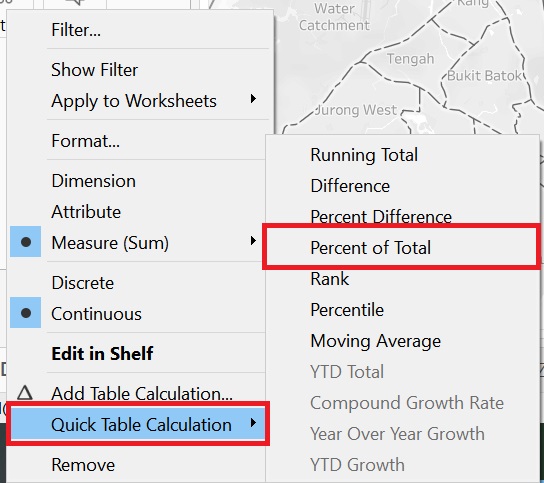 Water
Catchment
Tengah
Bukit Batok
Jurong West
Filter...
Show Filter
Apply to Worksheets
Format...
Dimension
Attribute
Measure (Sum)
Discrete
Continuous
Edit in Shelf
Add Table Calculation...
Quick Table Calculation
Remove
Running Total
Difference
Percent Difference
Percent of Total
Rank
Percentile
Moving Average
YTD Total
Compound Growth Rate
Year Over Year Growth
YTD Growth